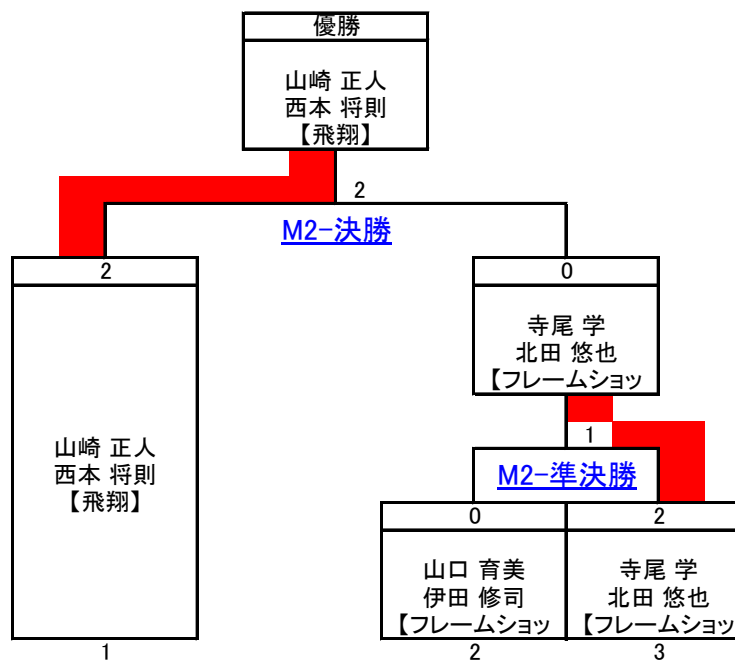 優勝
山崎 正人
西本 将則
【飛翔】
2
M2-決勝
2
0
寺尾 学
北田 悠也
【フレームショッ
山崎 正人
西本 将則
【飛翔】
1
M2-準決勝
0
2
山口 育美
伊田 修司
【フレームショッ
寺尾 学
北田 悠也
【フレームショッ
1
2
3